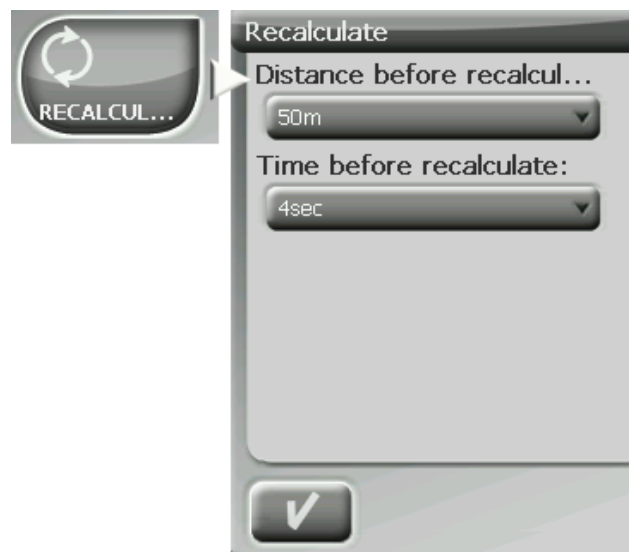 RECALCUL...
Recalculate
Distance before recalcul...
50m
Time before recalculate:
4sec